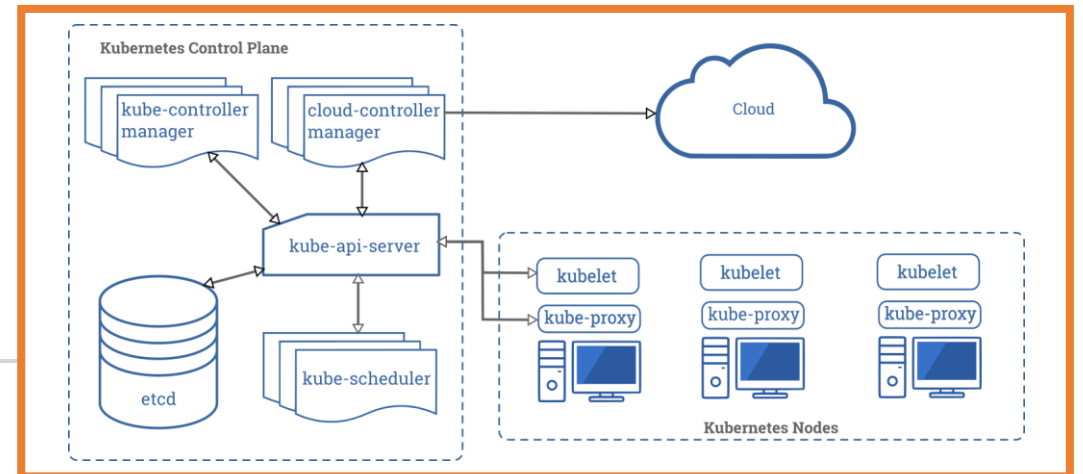 Kubernetes Control Plane
kube-controller
manager
cloud-controller
manager
Cloud
kube-api-server
kubelet
kubelet
kubelet
kube-proxy
kube-proxy
kube-proxy
etcd
kube-scheduler
Kubernetes Nodes